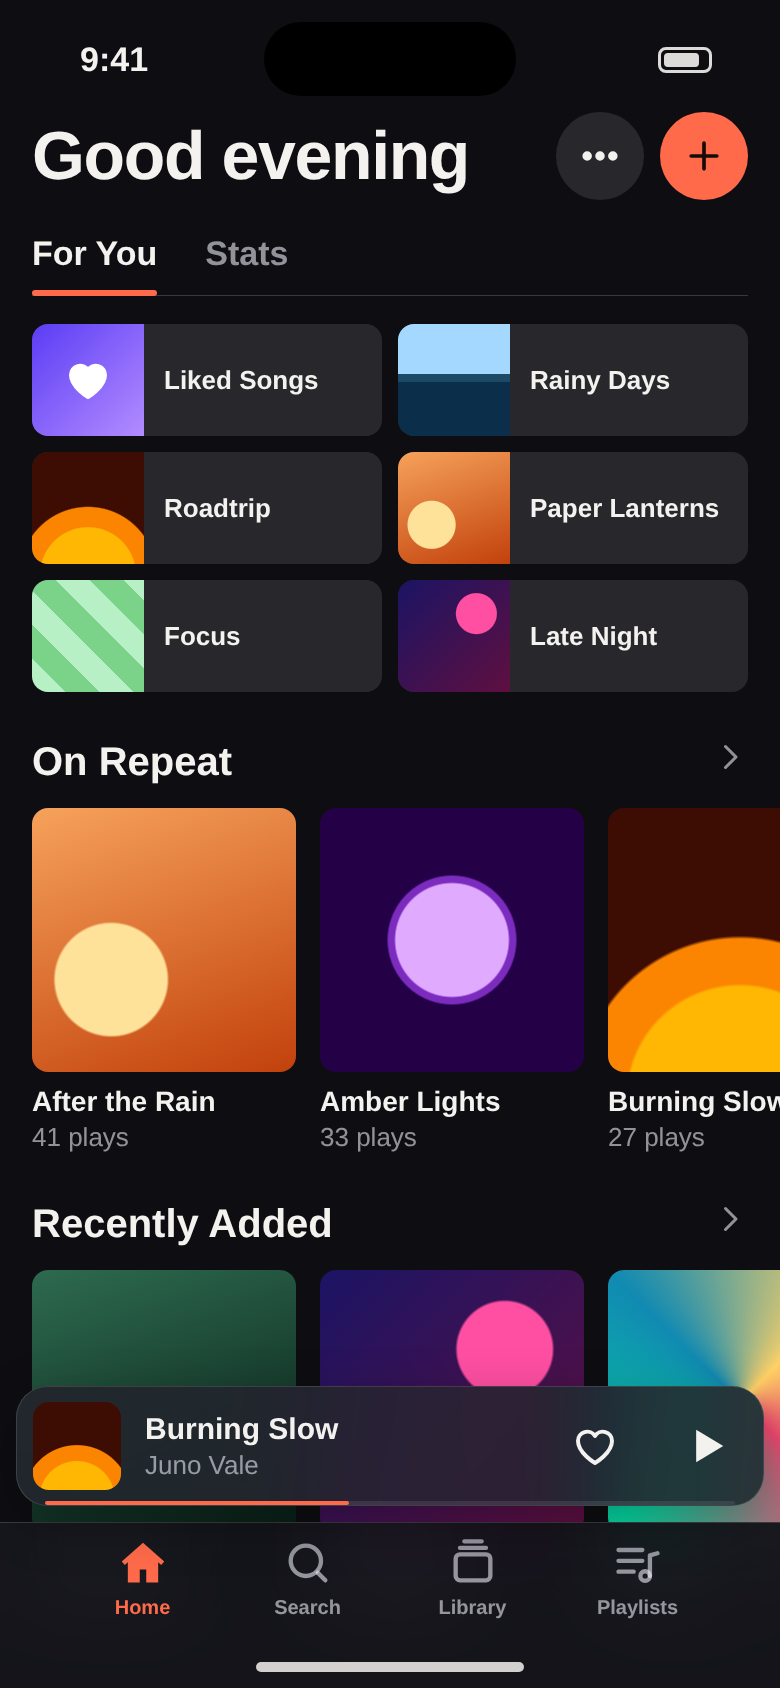 9:41
Good evening
For You
Stats
Liked Songs
Rainy Days
Roadtrip
Paper Lanterns
Focus
Late Night
On Repeat
After the Rain
41 plays
Amber Lights
33 plays
Burning Slow
27 plays
Recently Added
Burning Slow
Juno Vale
Home
Search
Library
Playlists